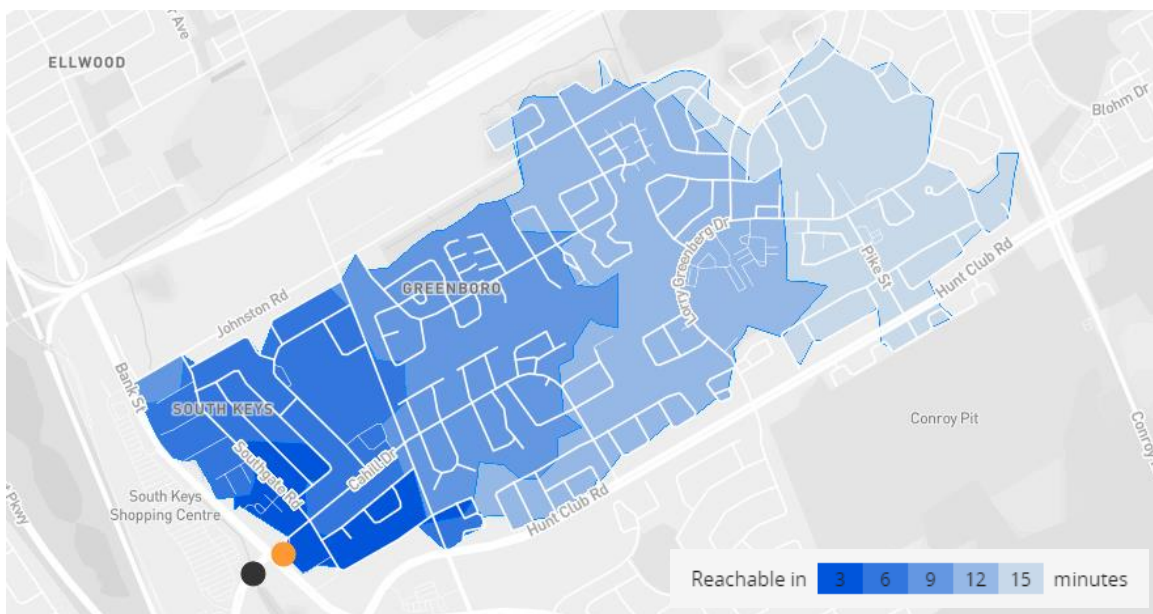 ELLWOOD
Ave
Blohm Dr
Lorry Greenberg Dr
Pike St
Hunt Club Rd
GREENBORO
Johnston Rd
Bank St
SOUTH KEYS
Conroy Pit
Conroy
Southgate Rd
Cahill Dr
South Keys
Shopping Centre
Pkwy
Hunt Club Rd
Reachable in 3 6 9 12 15 minutes